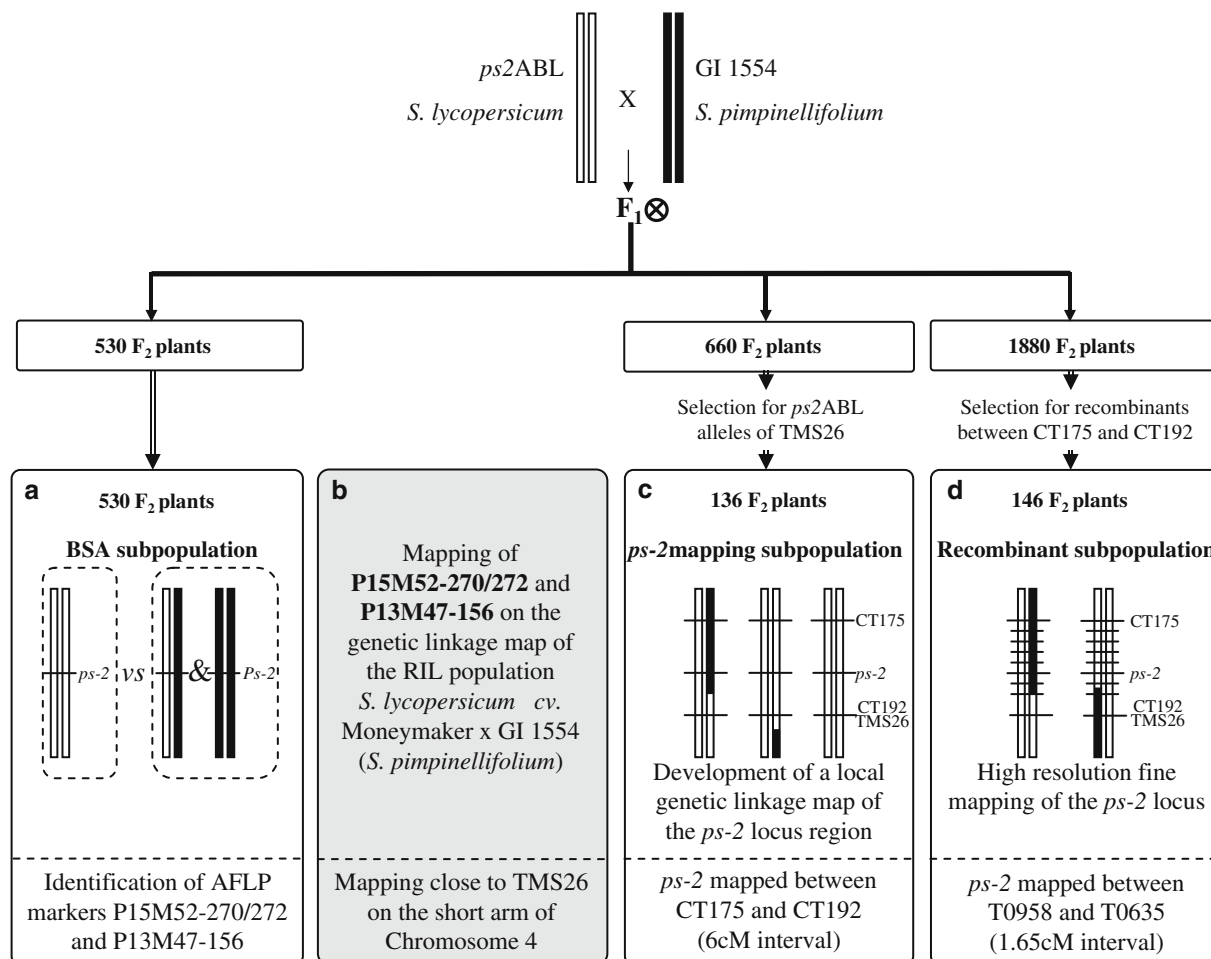 ps2ABL
S. lycopersicum
X
GI 1554
S. pimpinellifolium
F1⊗
530 F2 plants
660 F2 plants
1880 F2 plants
Selection for ps2ABL
alleles of TMS26
Selection for recombinants
between CT175 and CT192
a
530 F2 plants
BSA subpopulation
ps-2
vs
&
Ps-2
Identification of AFLP
markers P15M52-270/272
and P13M47-156
b
Mapping of
P15M52-270/272 and
P13M47-156 on the
genetic linkage map of
the RIL population
S. lycopersicum cv.
Moneymaker x GI 1554
(S. pimpinellifolium)
Mapping close to TMS26
on the short arm of
Chromosome 4
c
136 F2 plants
ps-2mapping subpopulation
CT175
ps-2
CT192
TMS26
Development of a local
genetic linkage map of
the ps-2 locus region
ps-2 mapped between
CT175 and CT192
(6cM interval)
d
146 F2 plants
Recombinant subpopulation
CT175
ps-2
CT192
TMS26
High resolution fine
mapping of the ps-2 locus
ps-2 mapped between
T0958 and T0635
(1.65cM interval)